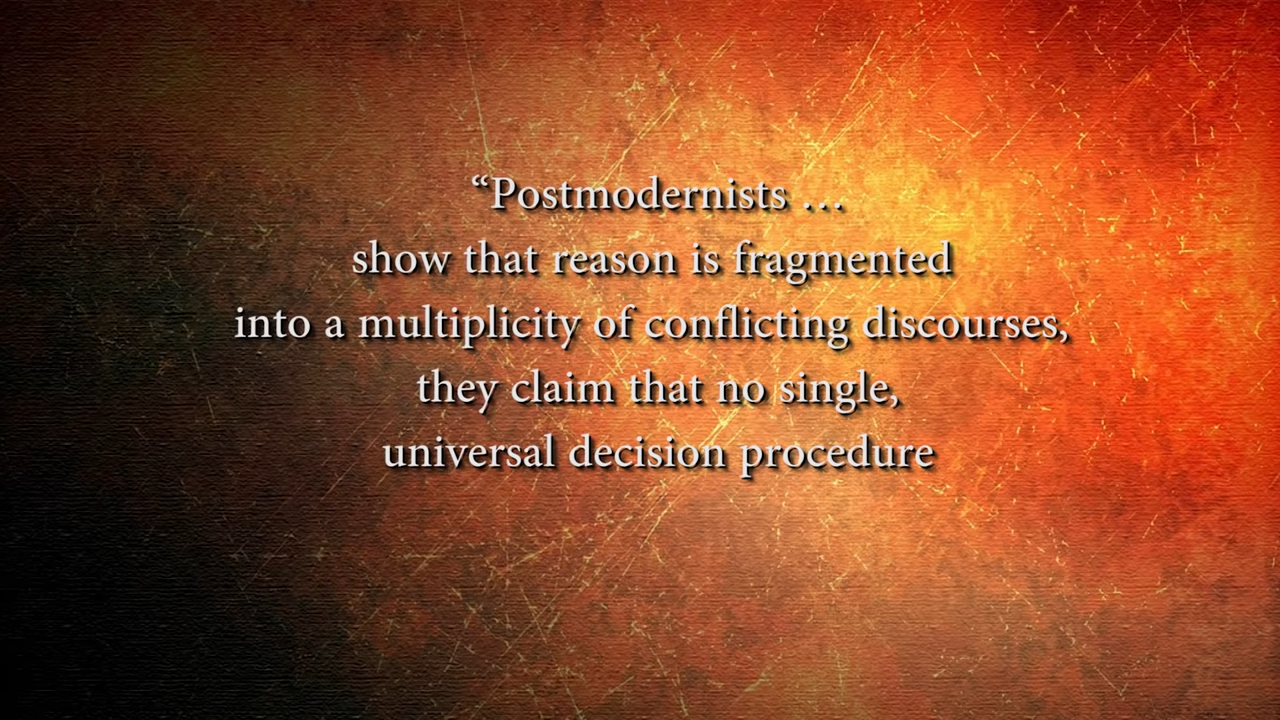 “Postmodernists …
show that reason is fragmented
into a multiplicity of conflicting discourses,
they claim that no single,
universal decision procedure